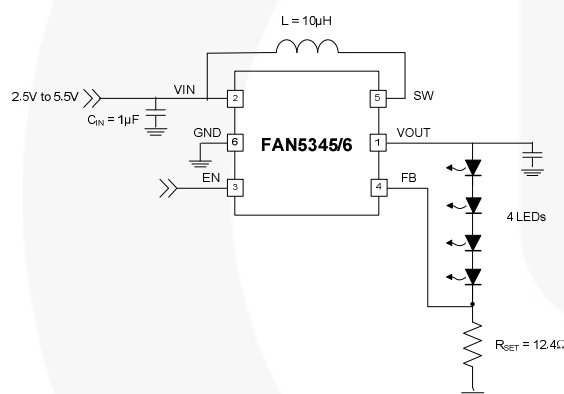 L = 10µH
2.5V to 5.5V
VIN
2
5
SW
CIN = 1µF
GND
6
FAN5345/6
1
VOUT
EN
3
4
FB
4 LEDs
RSET = 12.4Ω